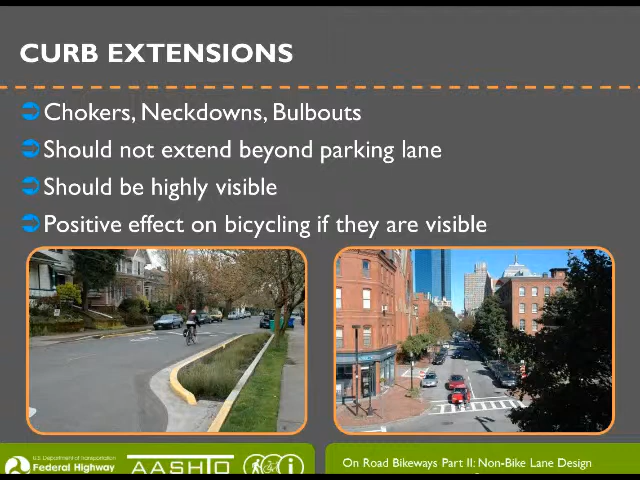 CURB EXTENSIONS
Chokers, Neckdowns, Bulbouts
Should not extend beyond parking lane
Should be highly visible
Positive effect on bicycling if they are visible
U.S. Department of Transportation
Federal Highway
AASHTO
On Road Bikeways Part II: Non-Bike Lane Design